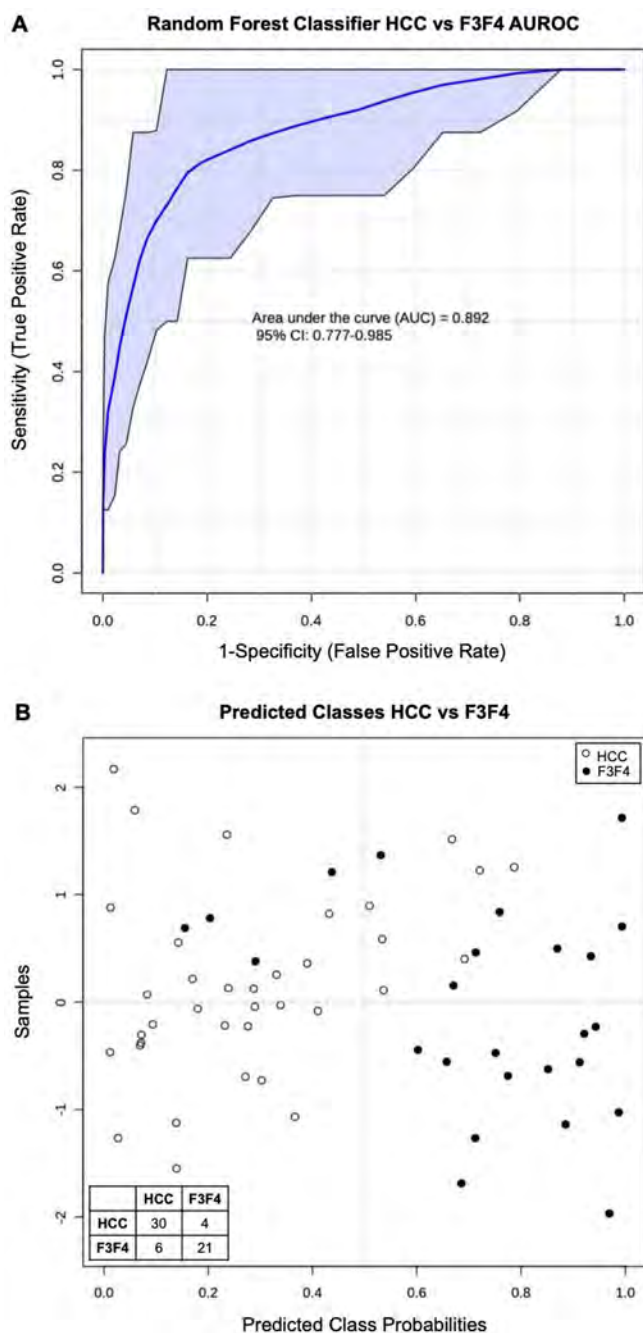 A
Random Forest Classifier HCC vs F3F4 AUROC
1.0
0.8
0.6
0.4
0.2
0.0
Sensitivity (True Positive Rate)
Area under the curve (AUC) = 0.892
95% CI: 0.777-0.985
0.0 0.2 0.4 0.6 0.8 1.0
1-Specificity (False Positive Rate)
B
Predicted Classes HCC vs F3F4
HCC
F3F4
2
1
0
-1
-2
Samples
HCC F3F4
HCC 30 4
F3F4 6 21
0.0 0.2 0.4 0.6 0.8 1.0
Predicted Class Probabilities